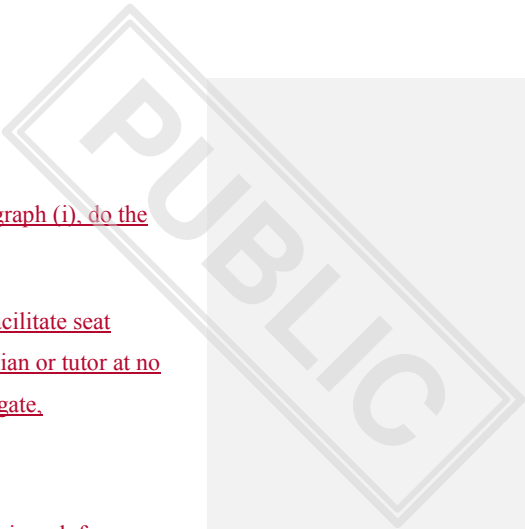 graph (i), do the
cilitate seat
ian or tutor at no
gate,
PUBLIC